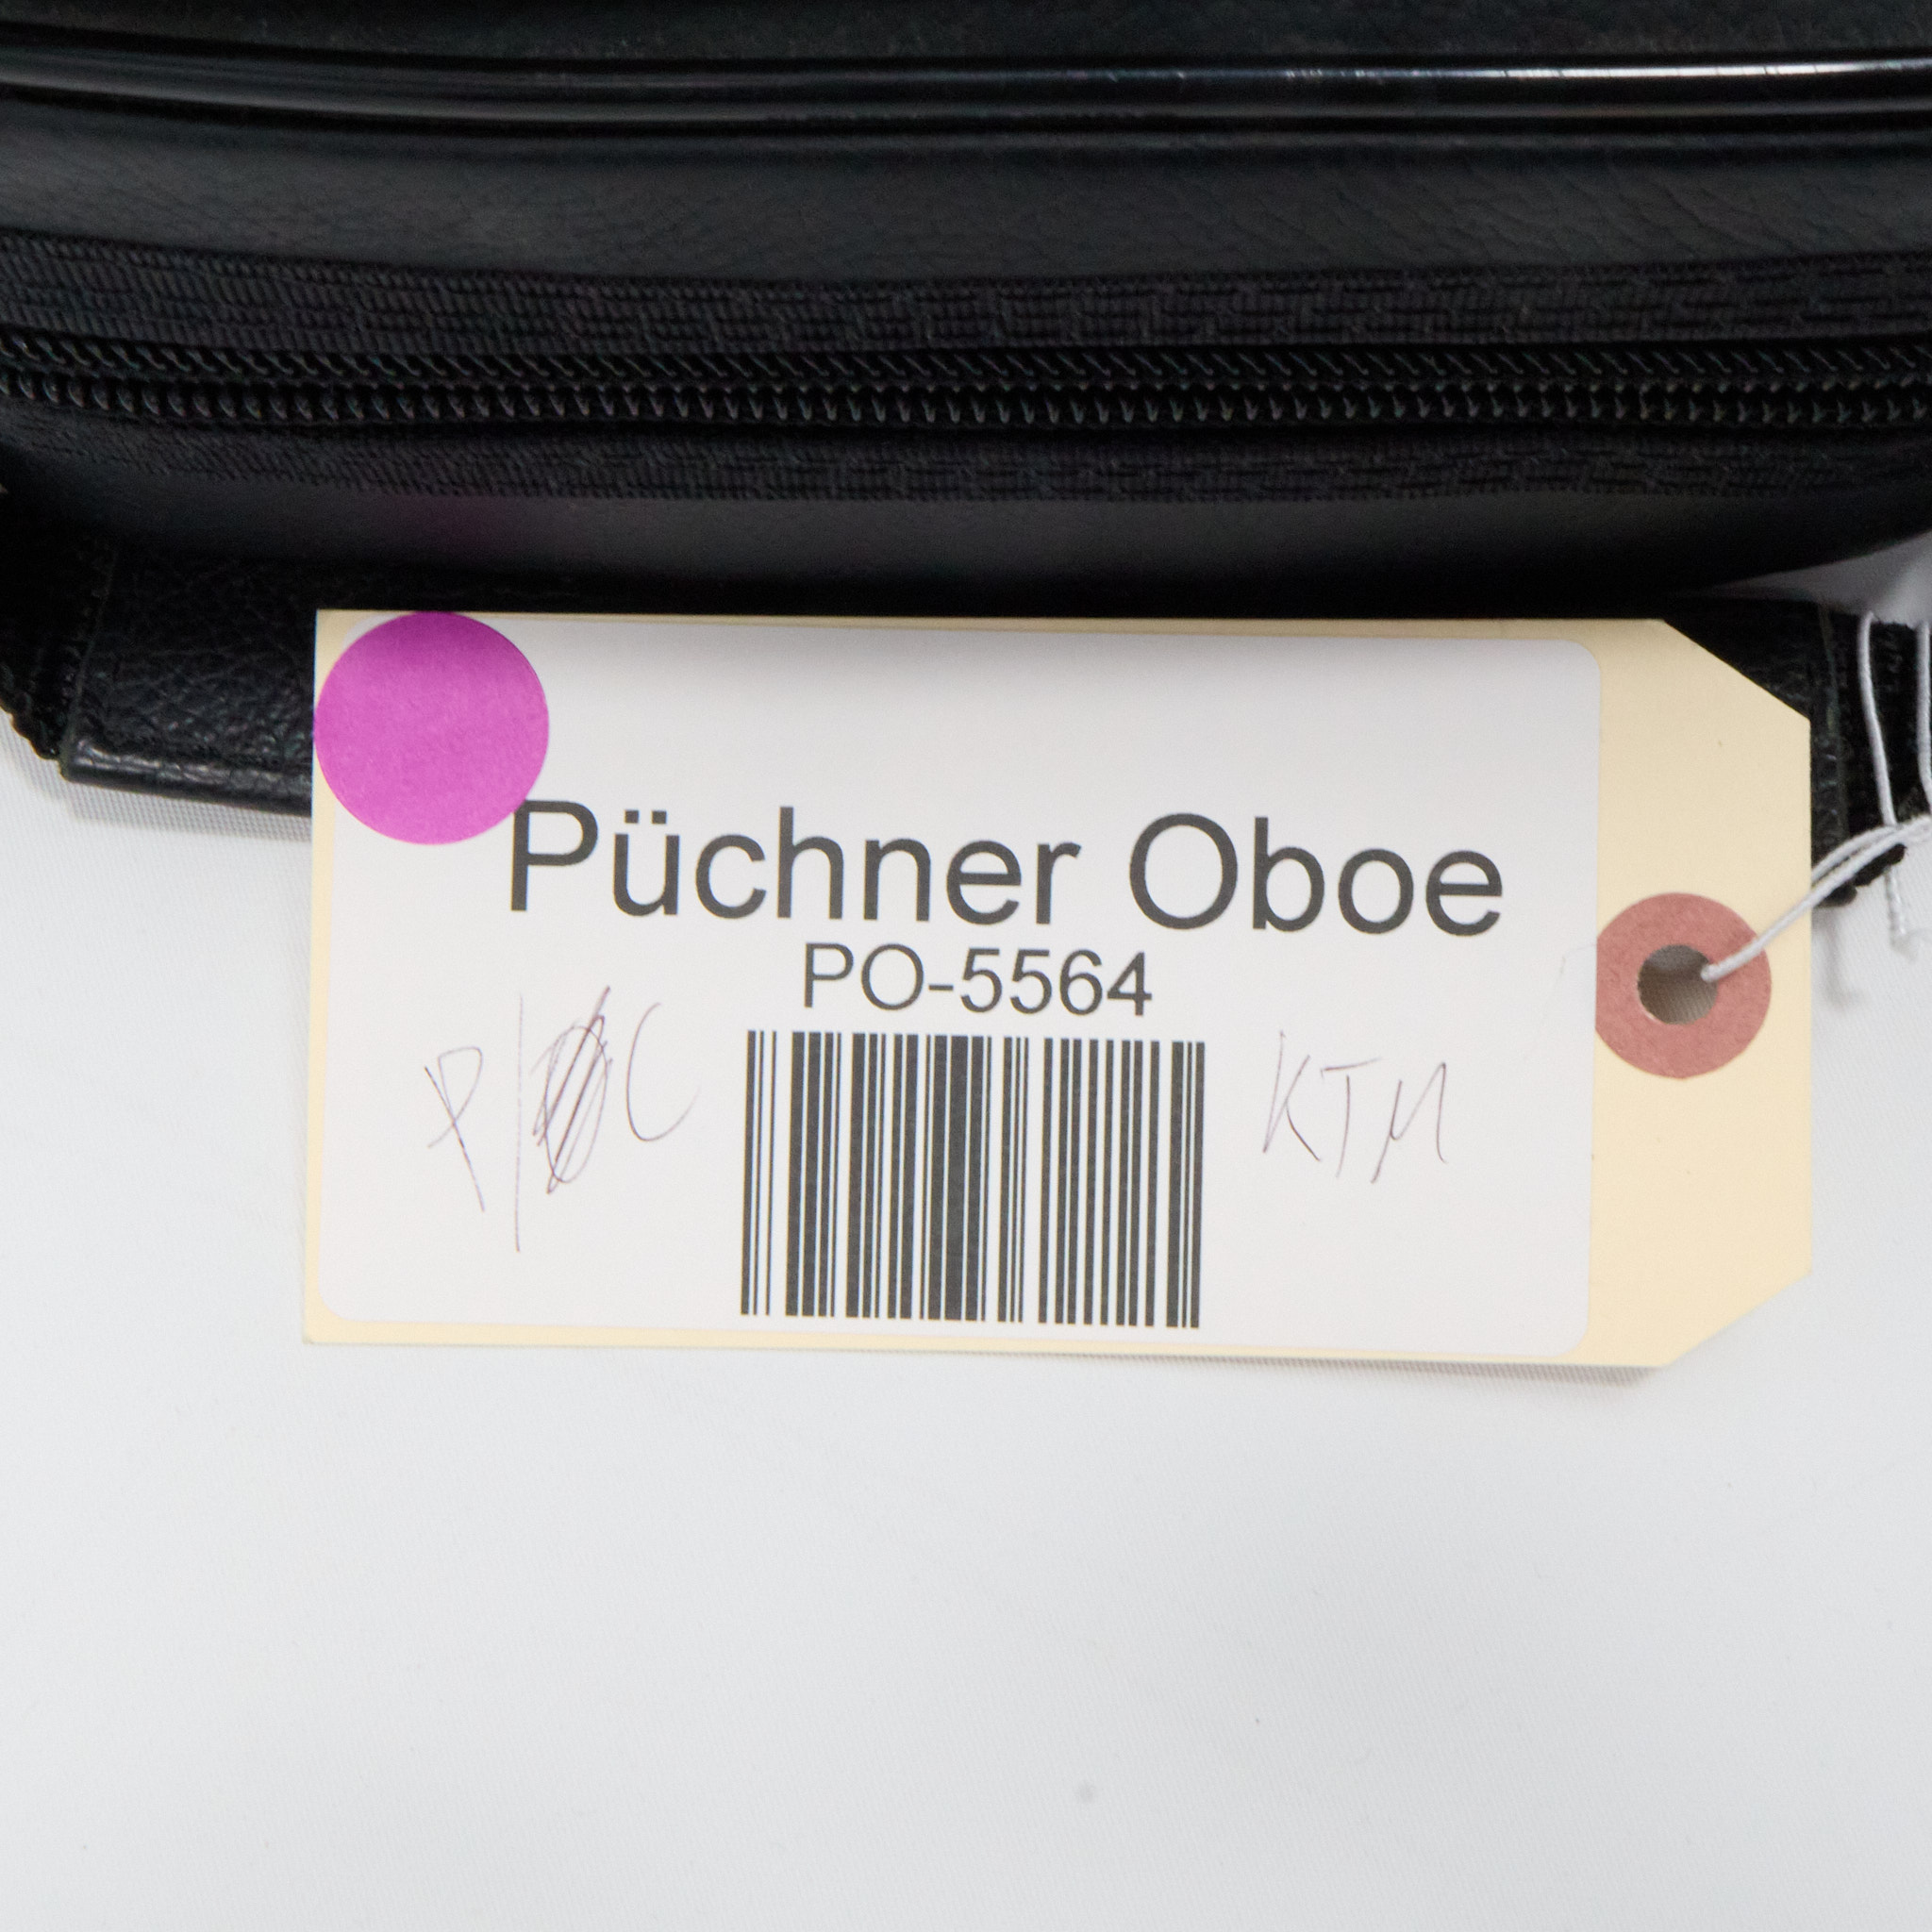 Püchner Oboe
PO-5564
P/C KTM